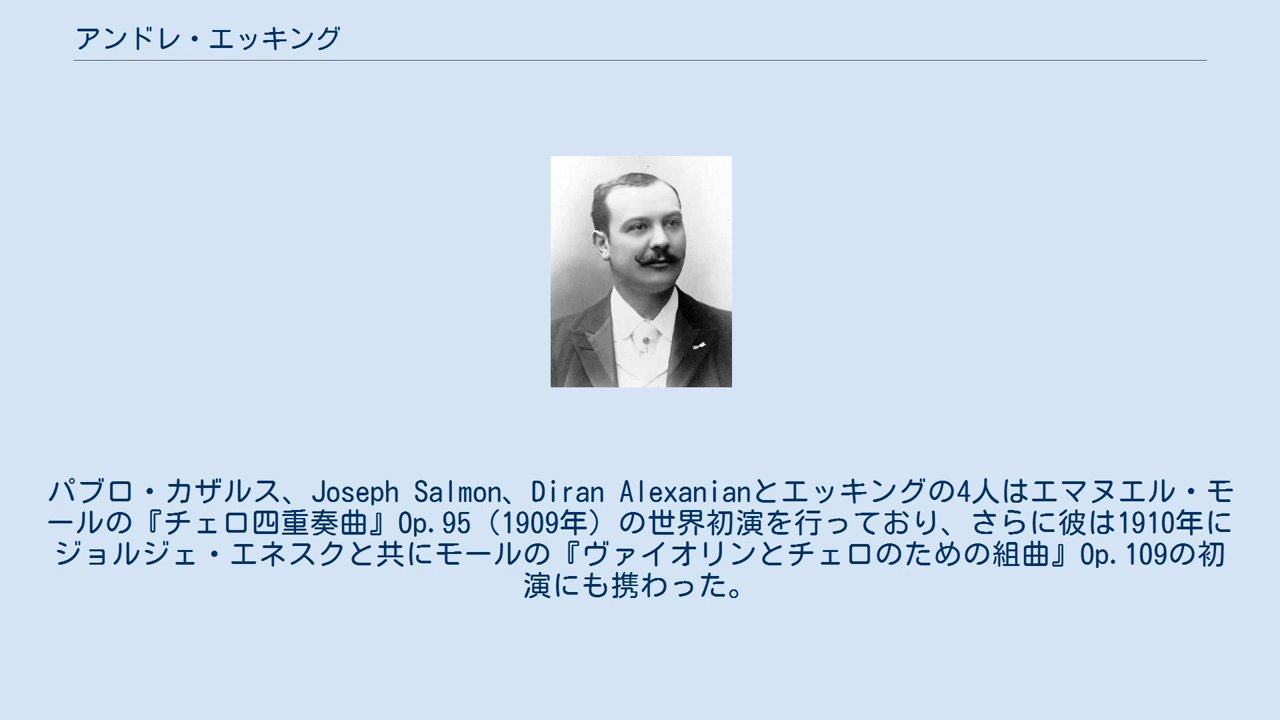 アンドレ・エッキング
パブロ・カザルス、Joseph Salmon、Diran Alexanianとエッキングの4人はエマヌエル・モ
ールの『チェロ四重奏曲』Op.95（1909年）の世界初演を行っており、さらに彼は1910年に
ジョルジェ・エネスクと共にモールの『ヴァイオリンとチェロのための組曲』Op.109の初
演にも携わった。